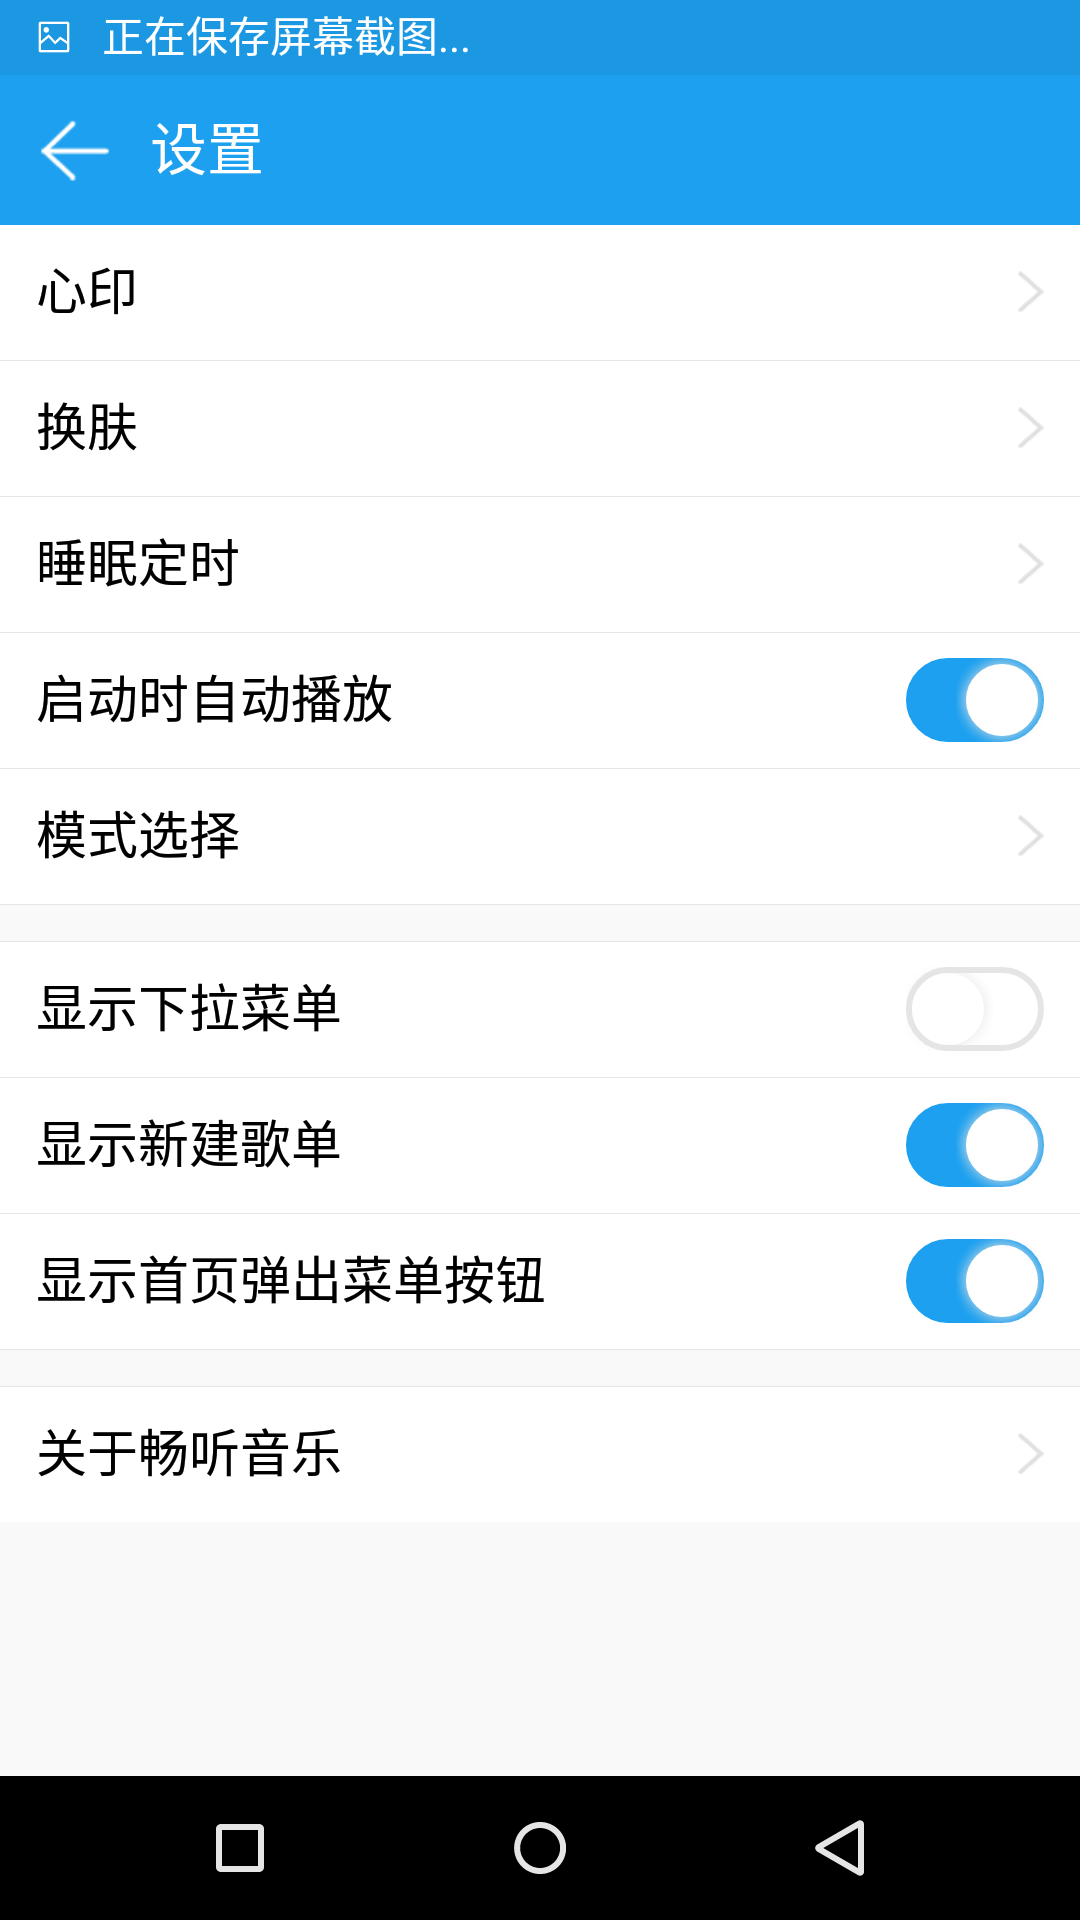 正在保存屏幕截图...
设置
心印
换肤
睡眠定时
启动时自动播放
模式选择
显示下拉菜单
显示新建歌单
显示首页弹出菜单按钮
关于畅听音乐